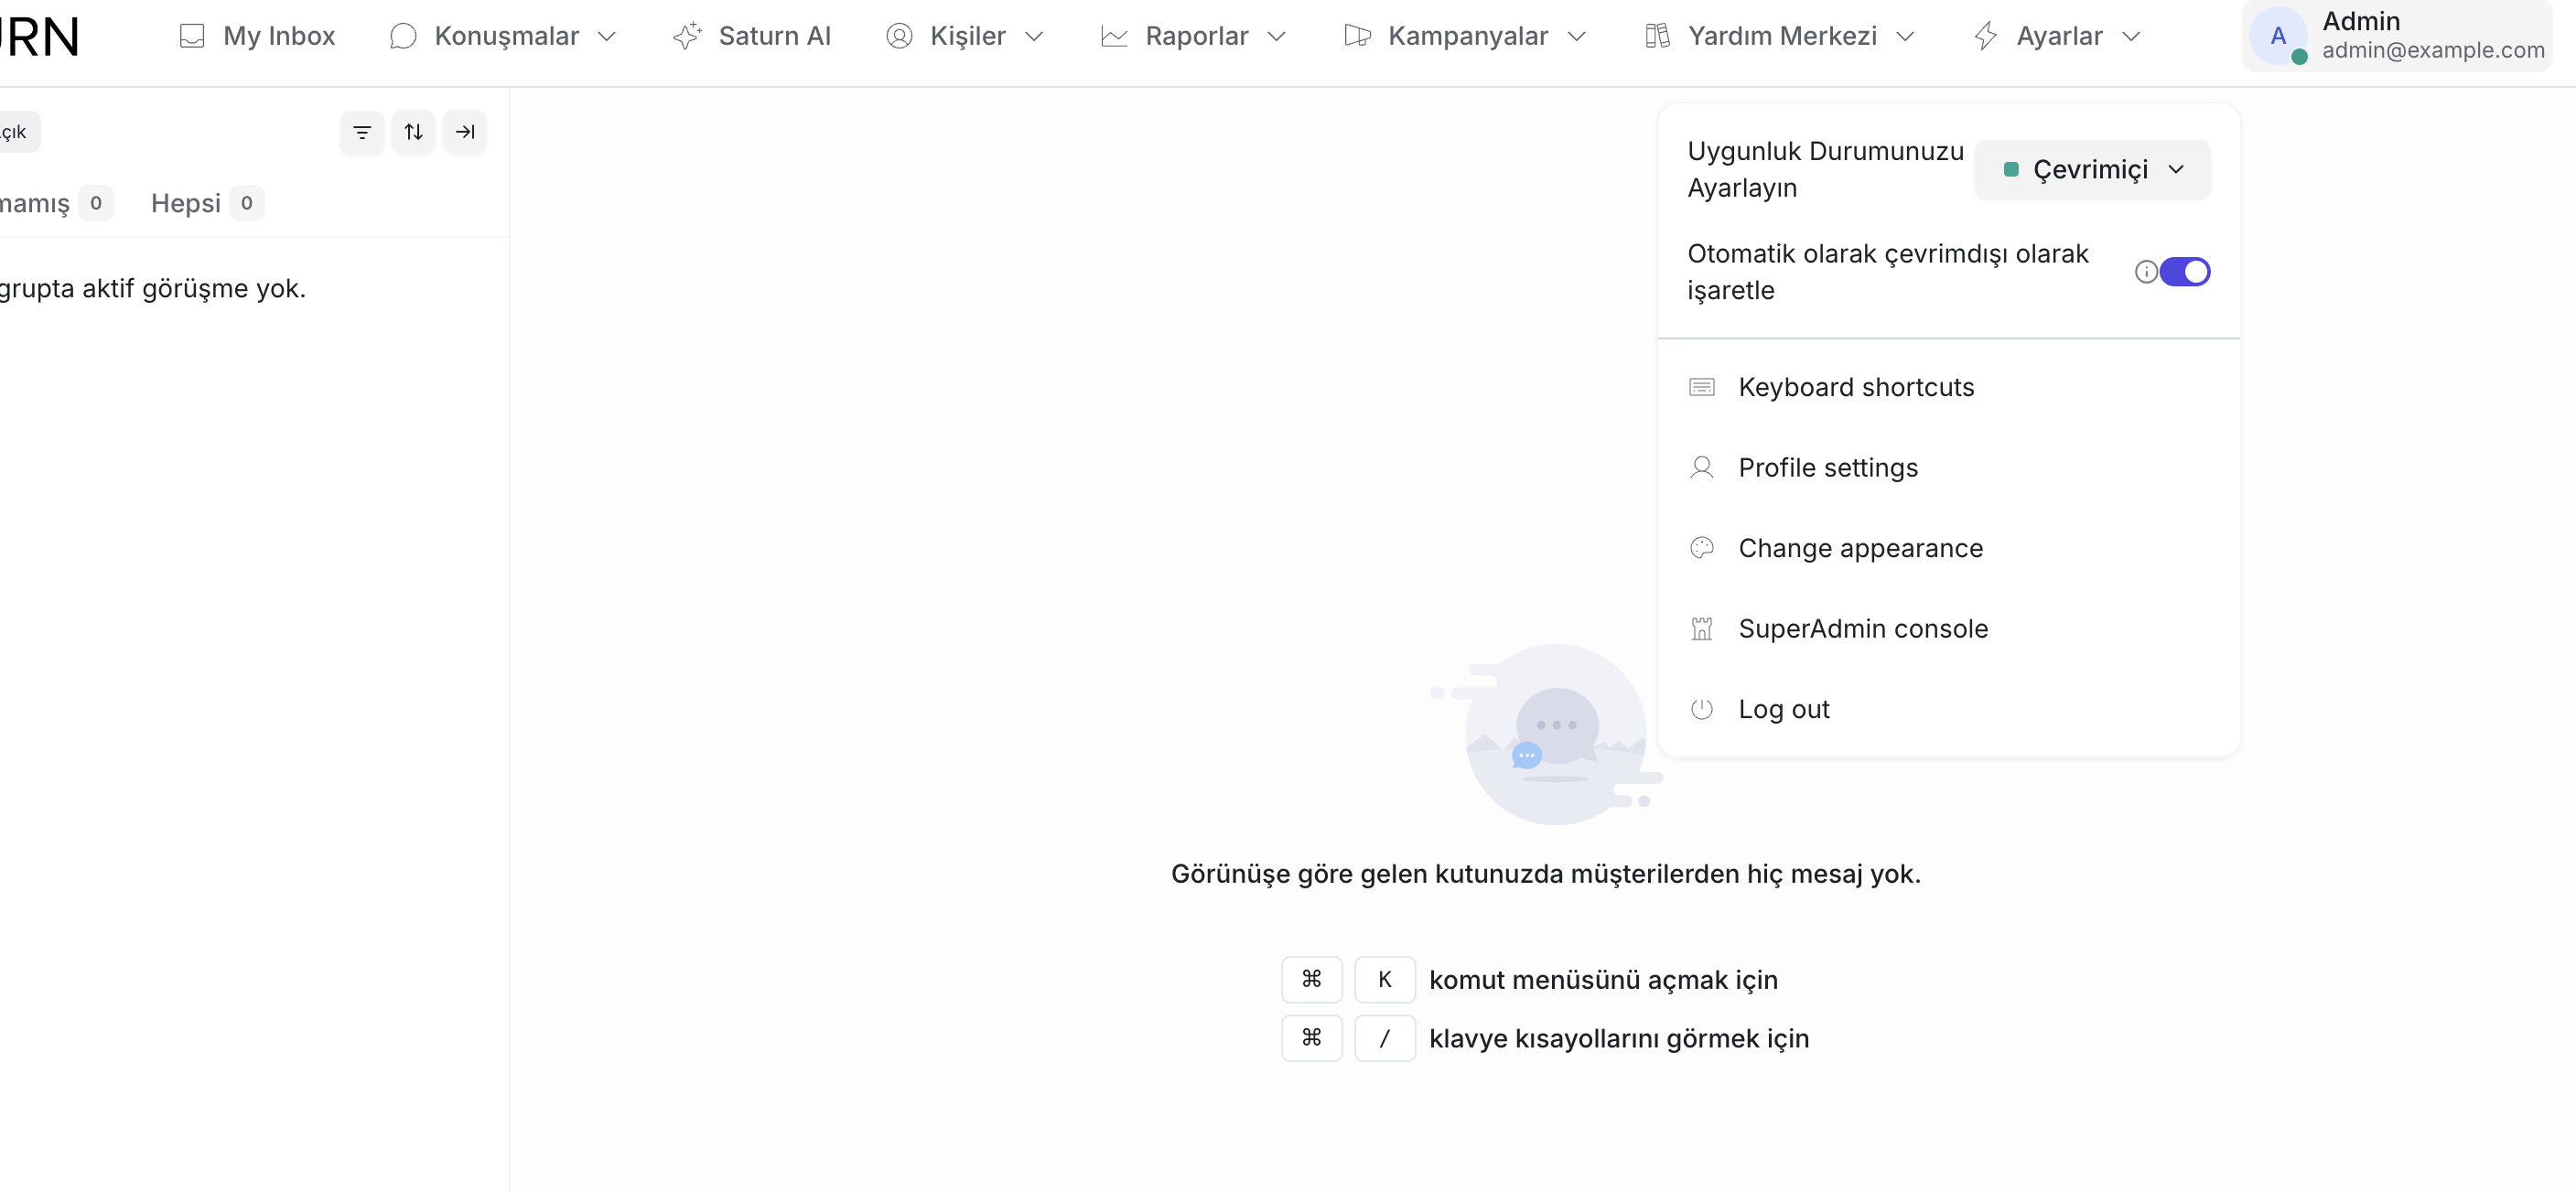 My Inbox
Konuşmalar
Saturn AI
Kişiler
Raporlar
Kampanyalar
Yardım Merkezi
Ayarlar
A
Admin
admin@example.com
Hepsi 0
0
grupta aktif görüşme yok.
Uygunluk Durumunuzu
Ayarlayın
Çevrimiçi
Otomatik olarak çevrimdışı olarak
işaretle
Keyboard shortcuts
Profile settings
Change appearance
SuperAdmin console
Log out
Görünüşe göre gelen kutunuzda müşterilerden hiç mesaj yok.
⌘ K komut menüsünü açmak için
⌘ / klavye kısayollarını görmek için